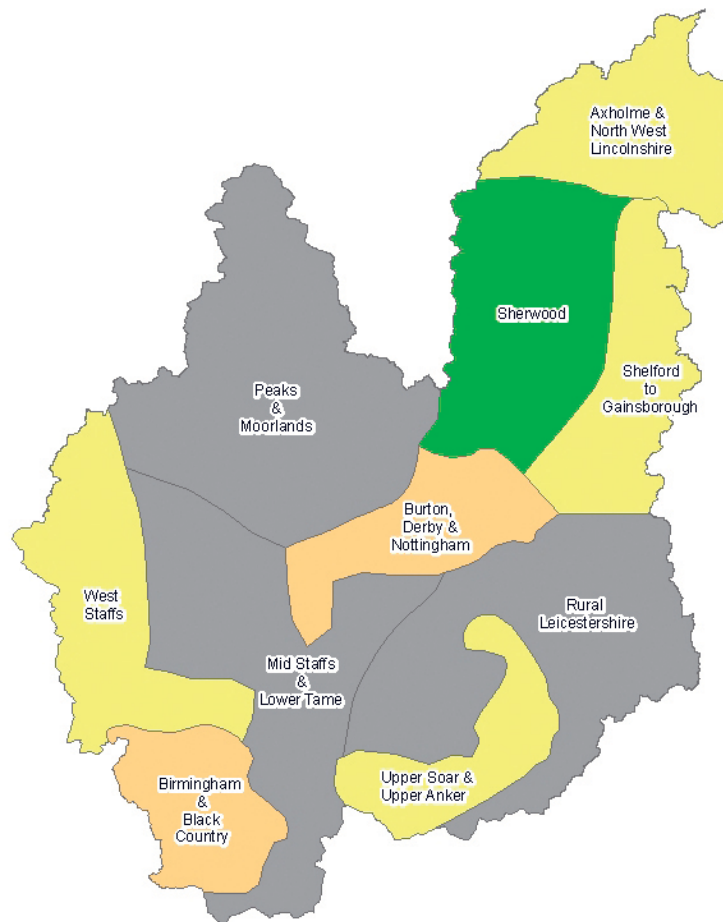 Axholme &
North West
Lincolnshire
Sherwood
Shelford
to
Gainsborough
Peaks
&
Moorlands
Burton,
Derby &
Nottingham
West
Staffs
Rural
Leicestershire
Mid Staffs
&
Lower Tame
Upper Soar &
Upper Anker
Birmingham
&
Black
Country